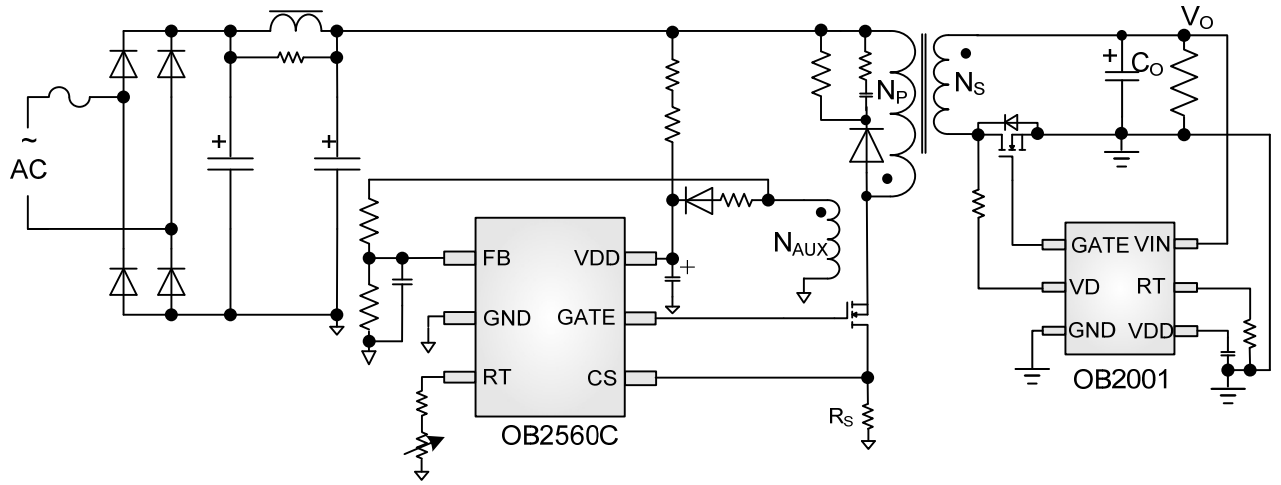 V_O
+
C_O
N_P
N_S
~
AC
+
+
N_AUX
FB
VDD
+
GND
GATE
RT
CS
OB2560C
R_S
GATE
VIN
VD
RT
GND
VDD
OB2001